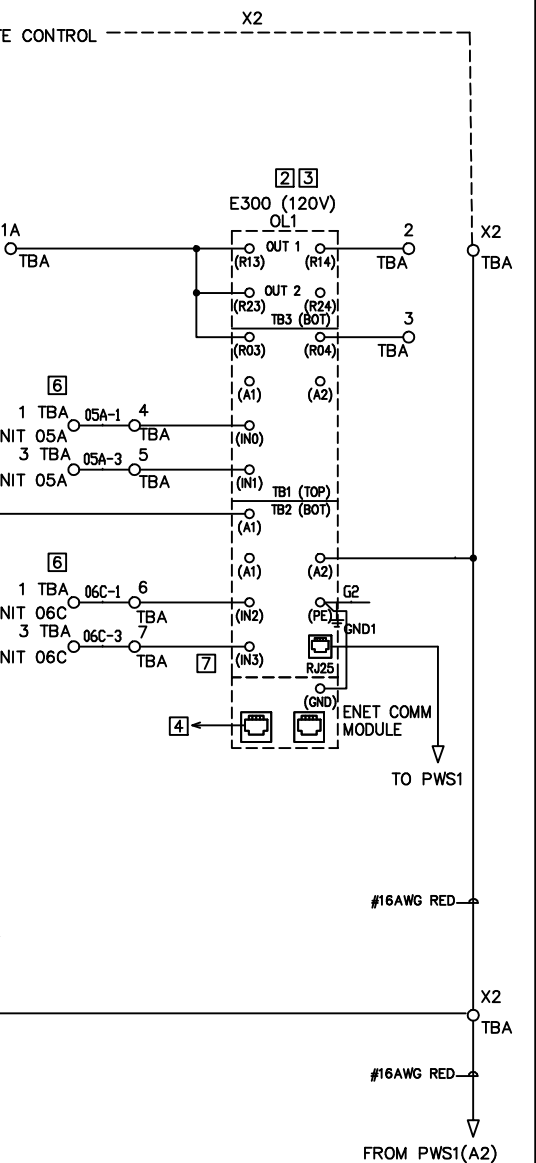 X2
TE CONTROL
2 3
E300 (120V)
OL1
1A
TBA
OUT 1
(R13)
(R14)
2
TBA
X2
TBA
OUT 2
(R23)
(R24)
TB3 (BOT)
(R03)
(R04)
3
TBA
(A1)
(A2)
6
1 TBA
05A-1
4
NIT 05A
TBA
(IN0)
3 TBA
05A-3
5
NIT 05A
TBA
(IN1)
TB1 (TOP)
TB2 (BOT)
(A1)
(A1)
(A2)
6
1 TBA
06C-1
6
NIT 06C
TBA
(IN2)
(PE)
G2
GND1
3 TBA
06C-3
7
NIT 06C
TBA
7
(IN3)
RJ25
(GND)
ENET COMM
MODULE
4
TO PWS1
#16AWG RED
X2
TBA
#16AWG RED
FROM PWS1(A2)